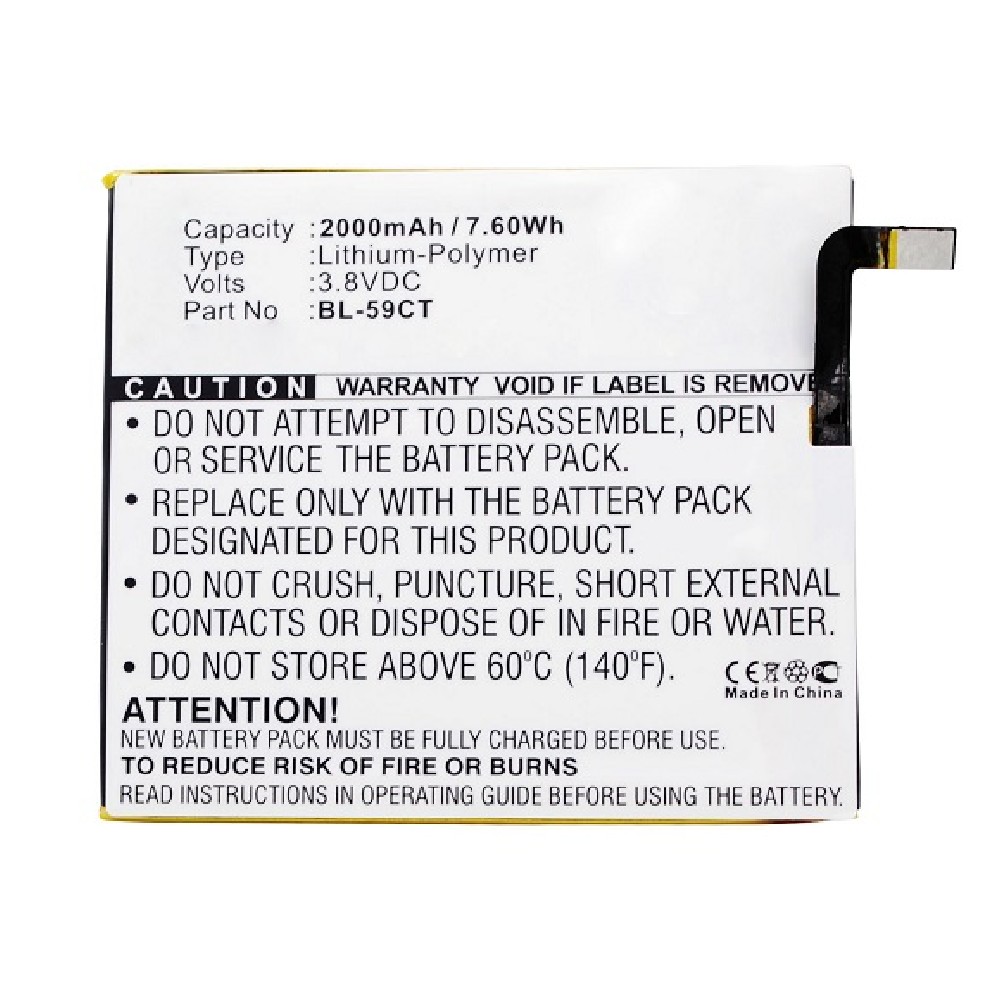 Capacity :2000mAh / 7.60Wh
Type :Lithium-Polymer
Volts :3.8VDC
Part No :BL-59CT
CAUTION WARRANTY VOID IF LABEL IS REMOVE
• DO NOT ATTEMPT TO DISASSEMBLE, OPEN
OR SERVICE THE BATTERY PACK.
• REPLACE ONLY WITH THE BATTERY PACK
DESIGNATED FOR THIS PRODUCT.
• DO NOT CRUSH, PUNCTURE, SHORT EXTERNAL
CONTACTS OR DISPOSE OF IN FIRE OR WATER.
• DO NOT STORE ABOVE 60°C (140°F).
CE
Made In China
ATTENTION!
NEW BATTERY PACK MUST BE FULLY CHARGED BEFORE USE.
TO REDUCE RISK OF FIRE OR BURNS
READ INSTRUCTIONS IN OPERATING GUIDE BEFORE USING THE BATTERY.